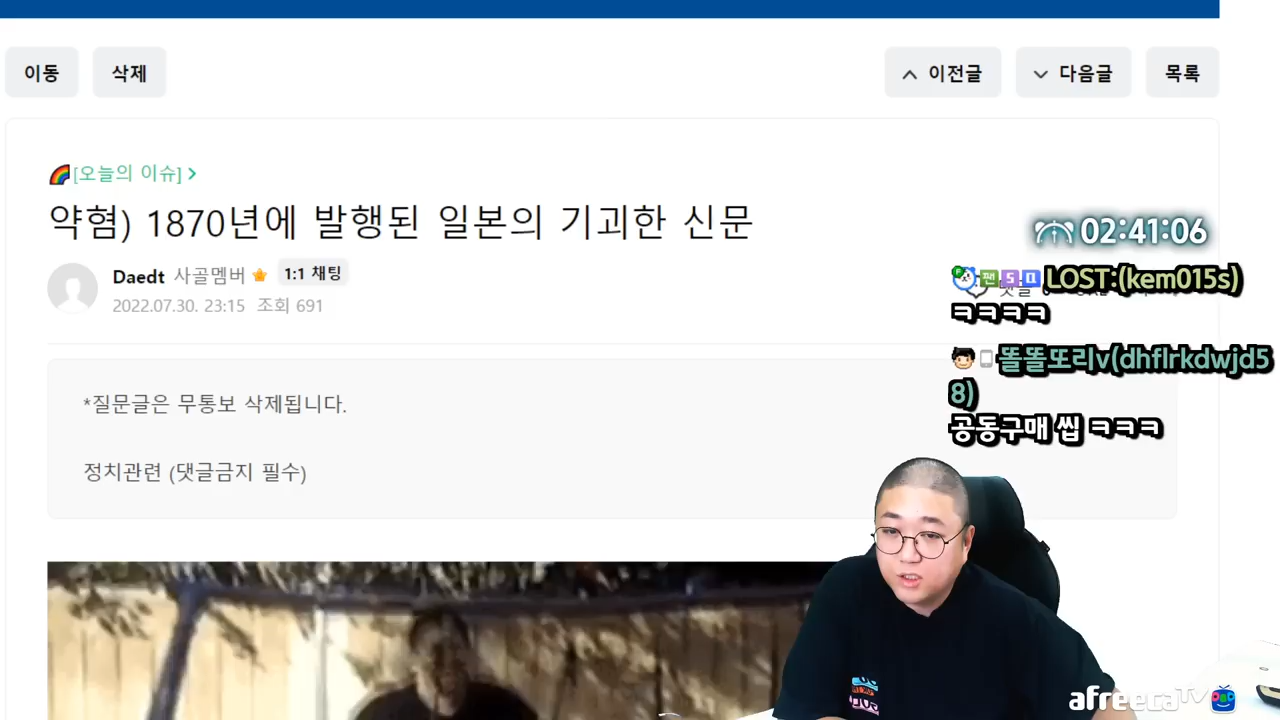 이동
삭제
이전글
다음글
목록
[오늘의 이슈]
약혐) 1870년에 발행된 일본의 기괴한 신문
Daedt 사골멤버 1:1 채팅
2022.07.30. 23:15 조회 691
02:41:06
팬 5 LOST:(kem015s)
ㅋㅋㅋㅋ
똘똘또리v(dhflrkdwjd5
8)
공동구매 씹 ㅋㅋㅋ
*질문글은 무통보 삭제됩니다.
정치관련 (댓글금지 필수)
afreecaTV